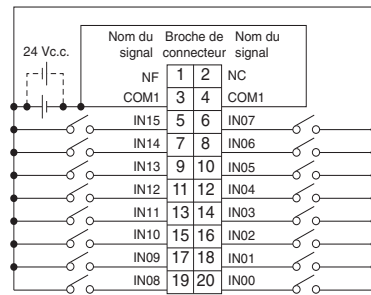 Nom du signal Broche de connecteur Nom du signal
24 Vc.c.
NF 1 2 NC
COM1 3 4 COM1
IN15 5 6 IN07
IN14 7 8 IN06
IN13 9 10 IN05
IN12 11 12 IN04
IN11 13 14 IN03
IN10 15 16 IN02
IN09 17 18 IN01
IN08 19 20 IN00